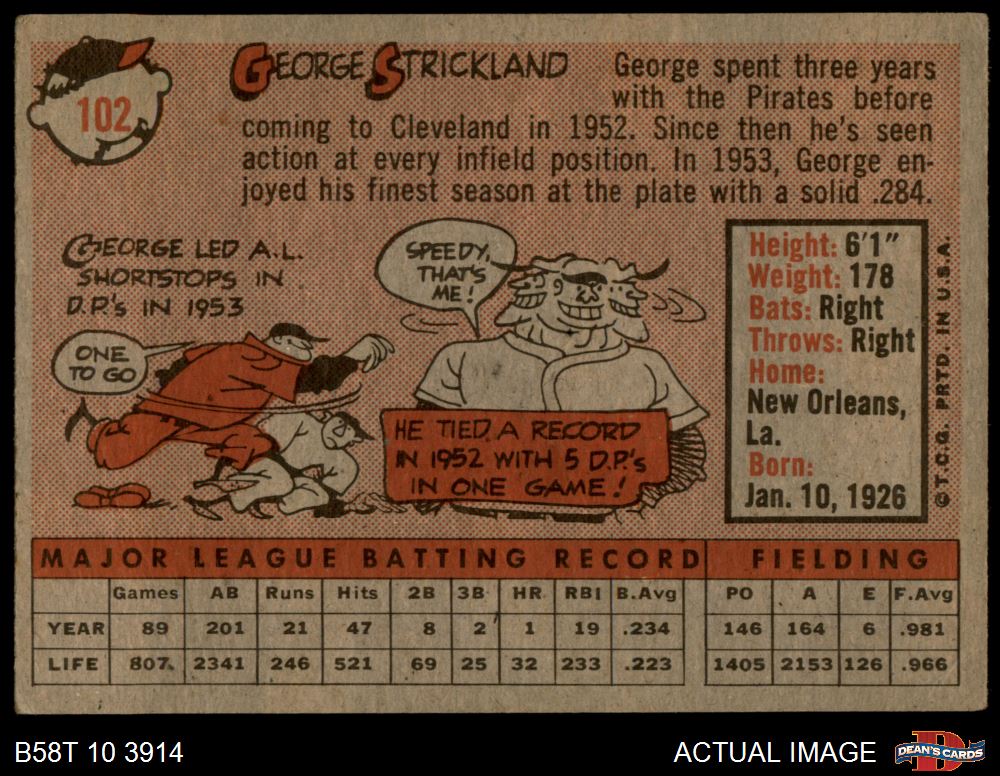 102
GEORGE STRICKLAND
George spent three years
with the Pirates before
coming to Cleveland in 1952. Since then he's seen
action at every infield position. In 1953, George en-
joyed his finest season at the plate with a solid .284.
GEORGE LED A.L.
SHORTSTOPS IN
D.P.'s IN 1953
ONE
TO GO
SPEEDY,
THAT'S
ME!
HE TIED A RECORD
IN 1952 WITH 5 D.P.'s
IN ONE GAME!
Height: 6'1"
Weight: 178
Bats: Right
Throws: Right
Home:
New Orleans,
La.
Born:
Jan. 10, 1926
© T.C.G. PRTD. IN U.S.A.
MAJOR LEAGUE BATTING RECORD FIELDING
Games AB Runs Hits 2B 3B HR RBI B.Avg PO A E F.Avg
YEAR 89 201 21 47 8 2 1 19 .234 146 164 6 .981
LIFE 807 2341 246 521 69 25 32 233 .223 1405 2153 126 .966
B58T 10 3914
ACTUAL IMAGE
D
DEAN'S CARDS